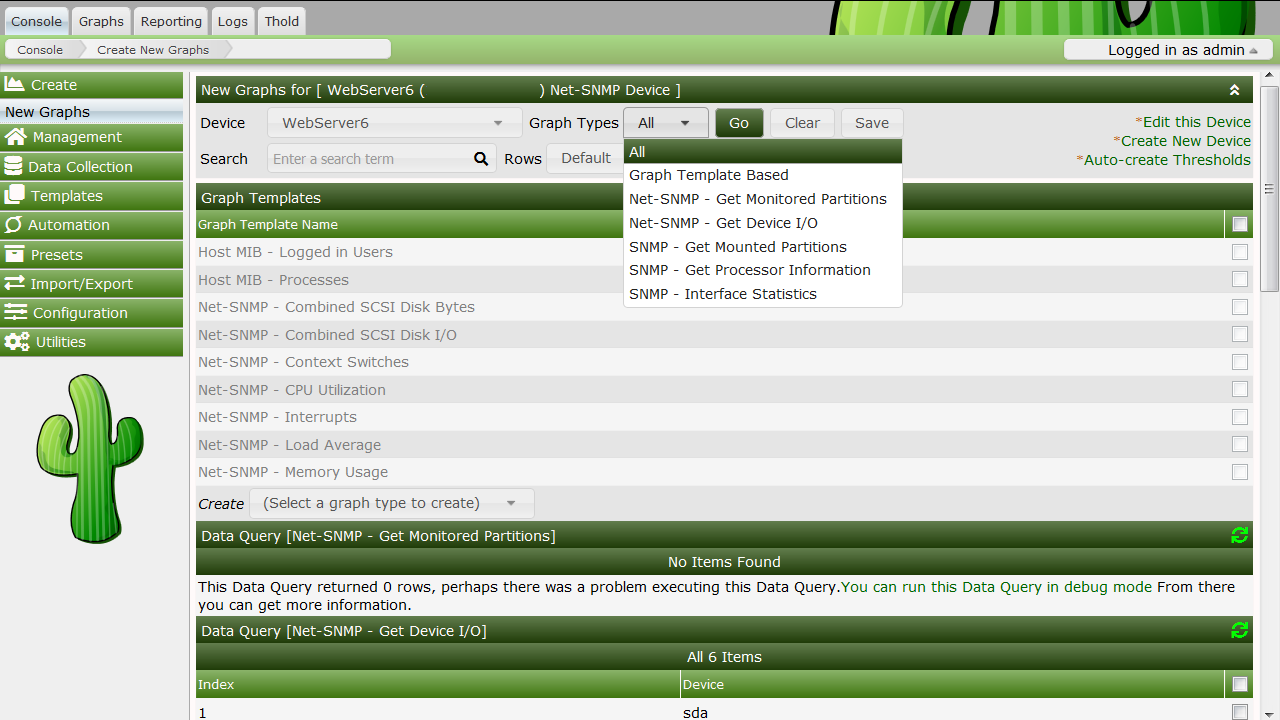 Console Graphs Reporting Logs Thold
Console Create New Graphs Logged in as admin
Create
New Graphs
Management
Data Collection
Templates
Automation
Presets
Import/Export
Configuration
Utilities
New Graphs for [ WebServer6 ( ) Net-SNMP Device ]
Device WebServer6 Graph Types All Go Clear Save
Search Enter a search term Rows Default
*Edit this Device
*Create New Device
*Auto-create Thresholds
All
Graph Template Based
Net-SNMP - Get Monitored Partitions
Net-SNMP - Get Device I/O
SNMP - Get Mounted Partitions
SNMP - Get Processor Information
SNMP - Interface Statistics
Graph Templates
Graph Template Name
Host MIB - Logged in Users
Host MIB - Processes
Net-SNMP - Combined SCSI Disk Bytes
Net-SNMP - Combined SCSI Disk I/O
Net-SNMP - Context Switches
Net-SNMP - CPU Utilization
Net-SNMP - Interrupts
Net-SNMP - Load Average
Net-SNMP - Memory Usage
Create (Select a graph type to create)
Data Query [Net-SNMP - Get Monitored Partitions]
No Items Found
This Data Query returned 0 rows, perhaps there was a problem executing this Data Query.You can run this Data Query in debug mode From there
you can get more information.
Data Query [Net-SNMP - Get Device I/O]
All 6 Items
Index Device
1 sda